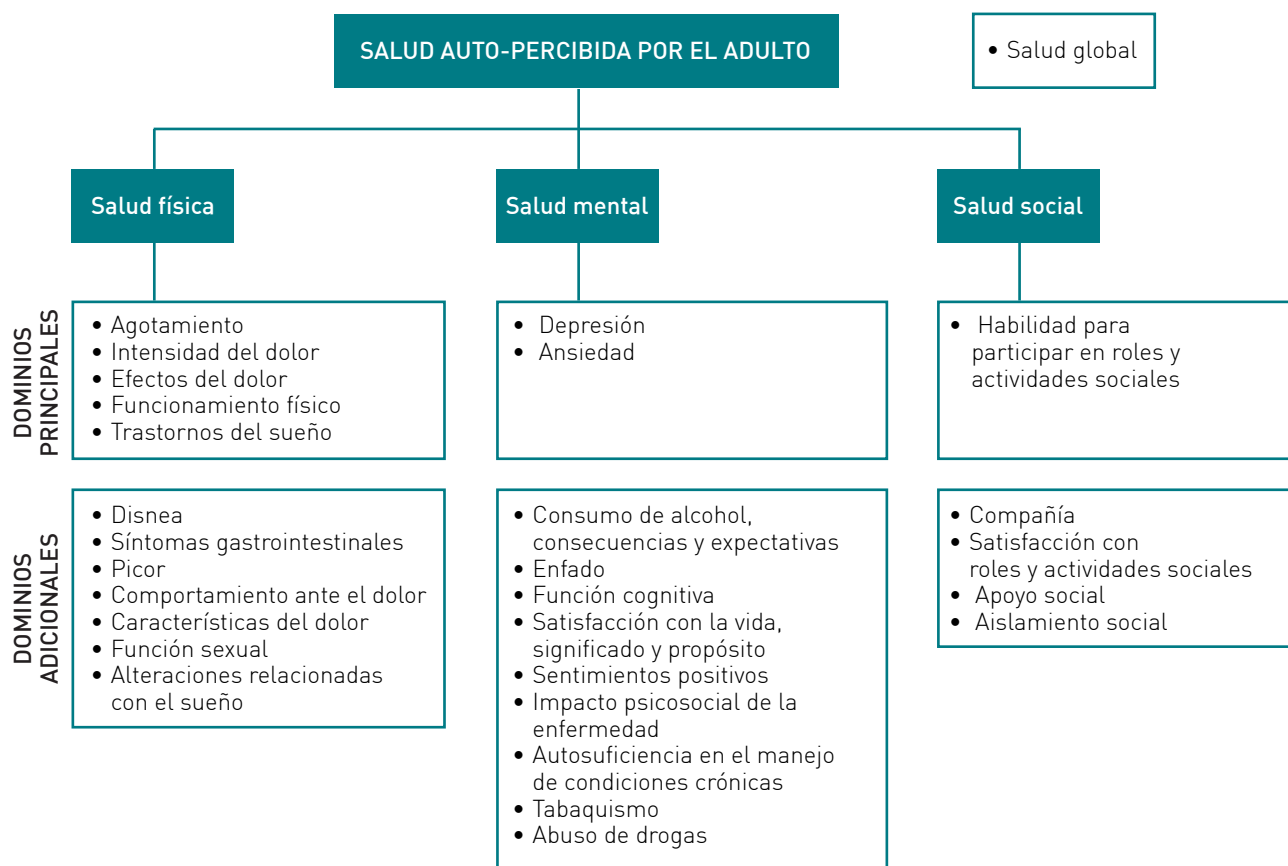 SALUD AUTO-PERCIBIDA POR EL ADULTO
• Salud global
Salud física
Salud mental
Salud social
DOMINIOS
PRINCIPALES
• Agotamiento
• Intensidad del dolor
• Efectos del dolor
• Funcionamiento físico
• Trastornos del sueño
• Depresión
• Ansiedad
• Habilidad para
participar en roles y
actividades sociales
DOMINIOS
ADICIONALES
• Disnea
• Síntomas gastrointestinales
• Picor
• Comportamiento ante el dolor
• Características del dolor
• Función sexual
• Alteraciones relacionadas
con el sueño
• Consumo de alcohol,
consecuencias y expectativas
• Enfado
• Función cognitiva
• Satisfacción con la vida,
significado y propósito
• Sentimientos positivos
• Impacto psicosocial de la
enfermedad
• Autosuficiencia en el manejo
de condiciones crónicas
• Tabaquismo
• Abuso de drogas
• Compañía
• Satisfacción con
roles y actividades sociales
• Apoyo social
• Aislamiento social